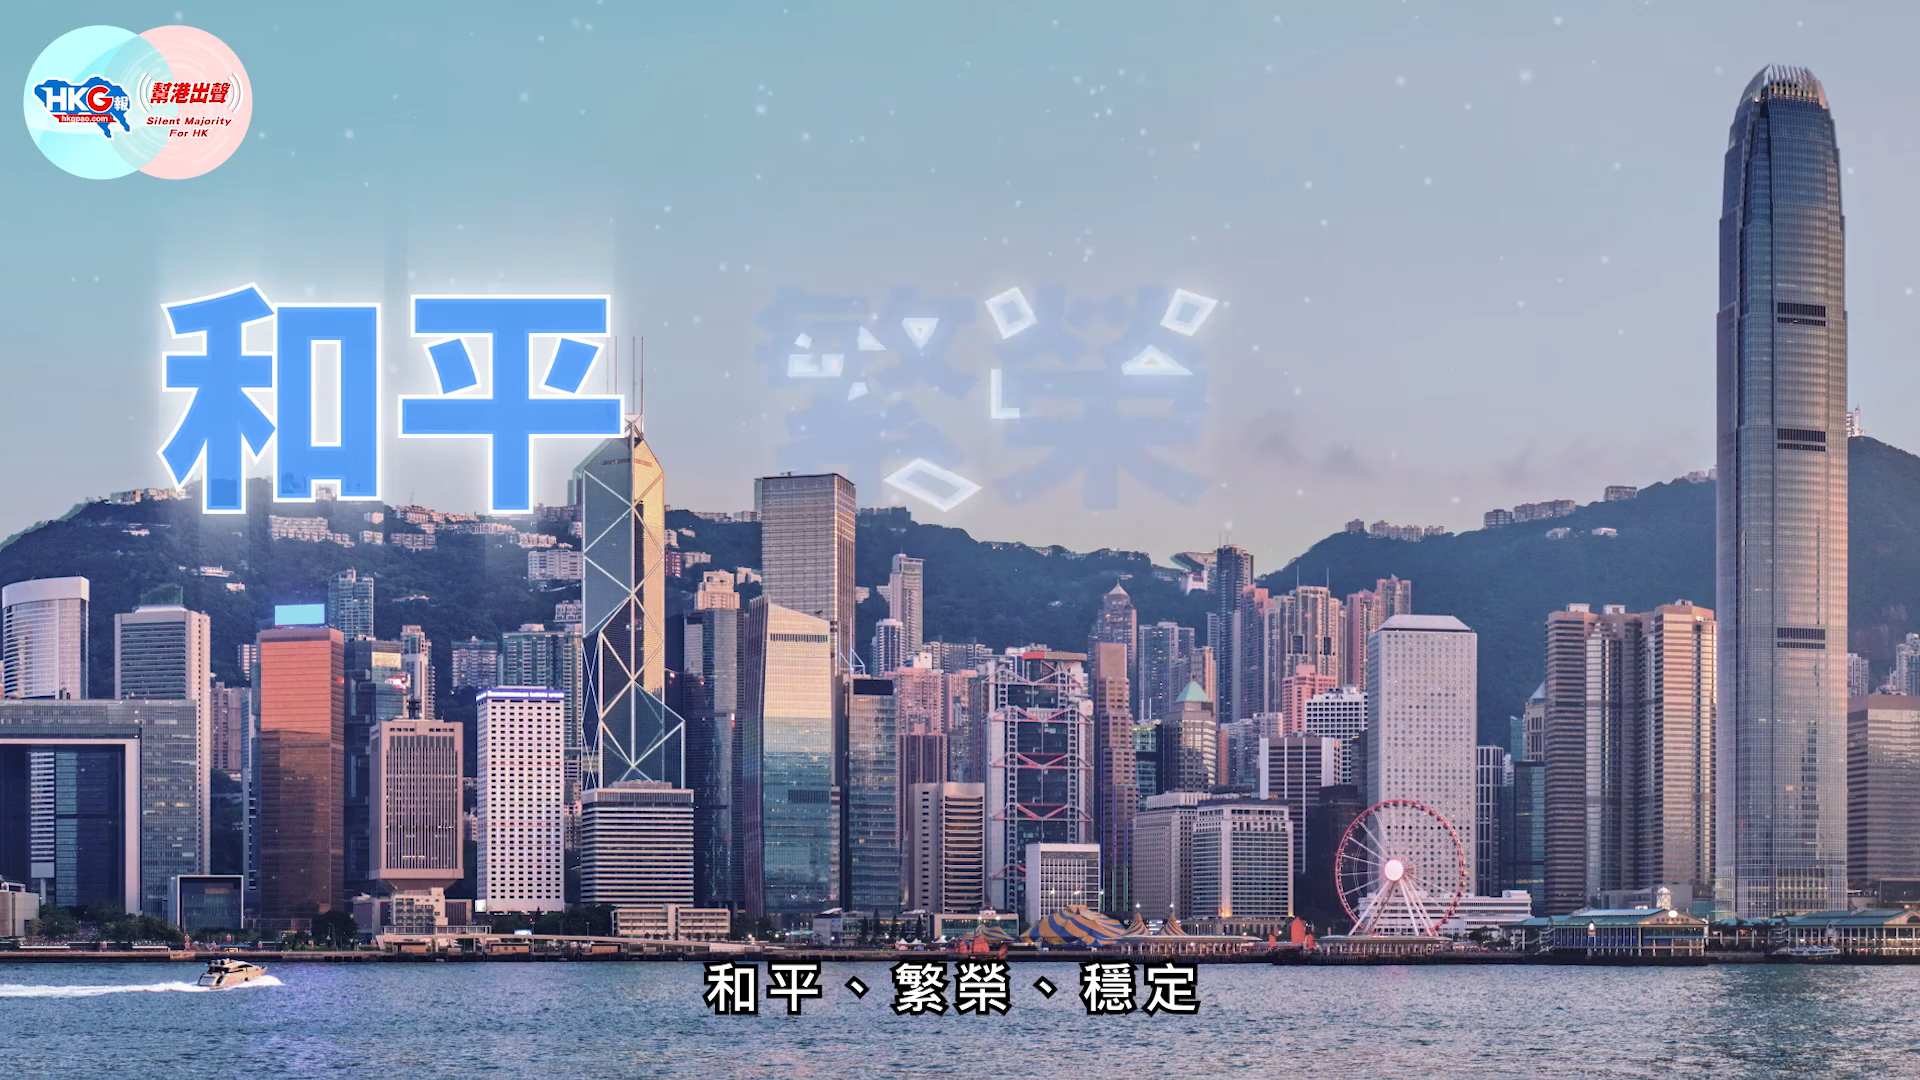 HKG報
hkgpao.com
幫港出聲
Silent Majority
For HK
和平
繁榮
和平、繁榮、穩定